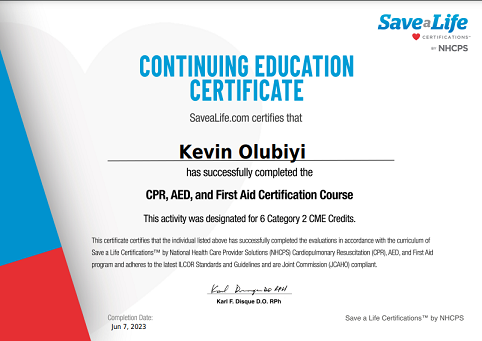 Save a Life
CERTIFICATIONS™
BY NHCPS
CONTINUING EDUCATION
CERTIFICATE
SaveaLife.com certifies that
Kevin Olubiyi
has successfully completed the
CPR, AED, and First Aid Certification Course
This activity was designated for 6 Category 2 CME Credits.
This certificate certifies that the individual listed above has successfully completed the evaluations in accordance with the curriculum of
Save a Life Certifications™ by National Health Care Provider Solutions (NHCPS) Cardiopulmonary Resuscitation (CPR), AED, and First Aid
program and adheres to the latest ILCOR Standards and Guidelines and are Joint Commission (JCAHO) compliant.
Karl F. Disque D.O. RPh
Completion Date:
Jun 7, 2023
Save a Life Certifications™ by NHCPS